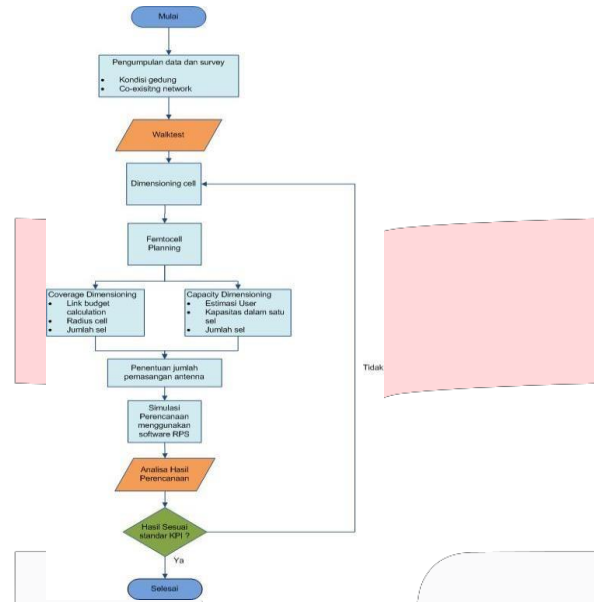 Mulai
Pengumpulan data dan survey
• Kondisi gedung
• Co-exisitng network
Walktest
Dimensioning cell
Femtocell
Planning
Coverage Dimensioning
• Link budget
calculation
• Radius cell
• Jumlah sel
Capacity Dimensioning
• Estimasi User
• Kapasitas dalam satu
sel
• Jumlah sel
Penentuan jumlah
pemasangan antenna
Tidak
Simulasi
Perencanaan
menggunakan
software RPS
Analisa Hasil
Perencanaan
Hasil Sesuai
standar KPI ?
Ya
Selesai